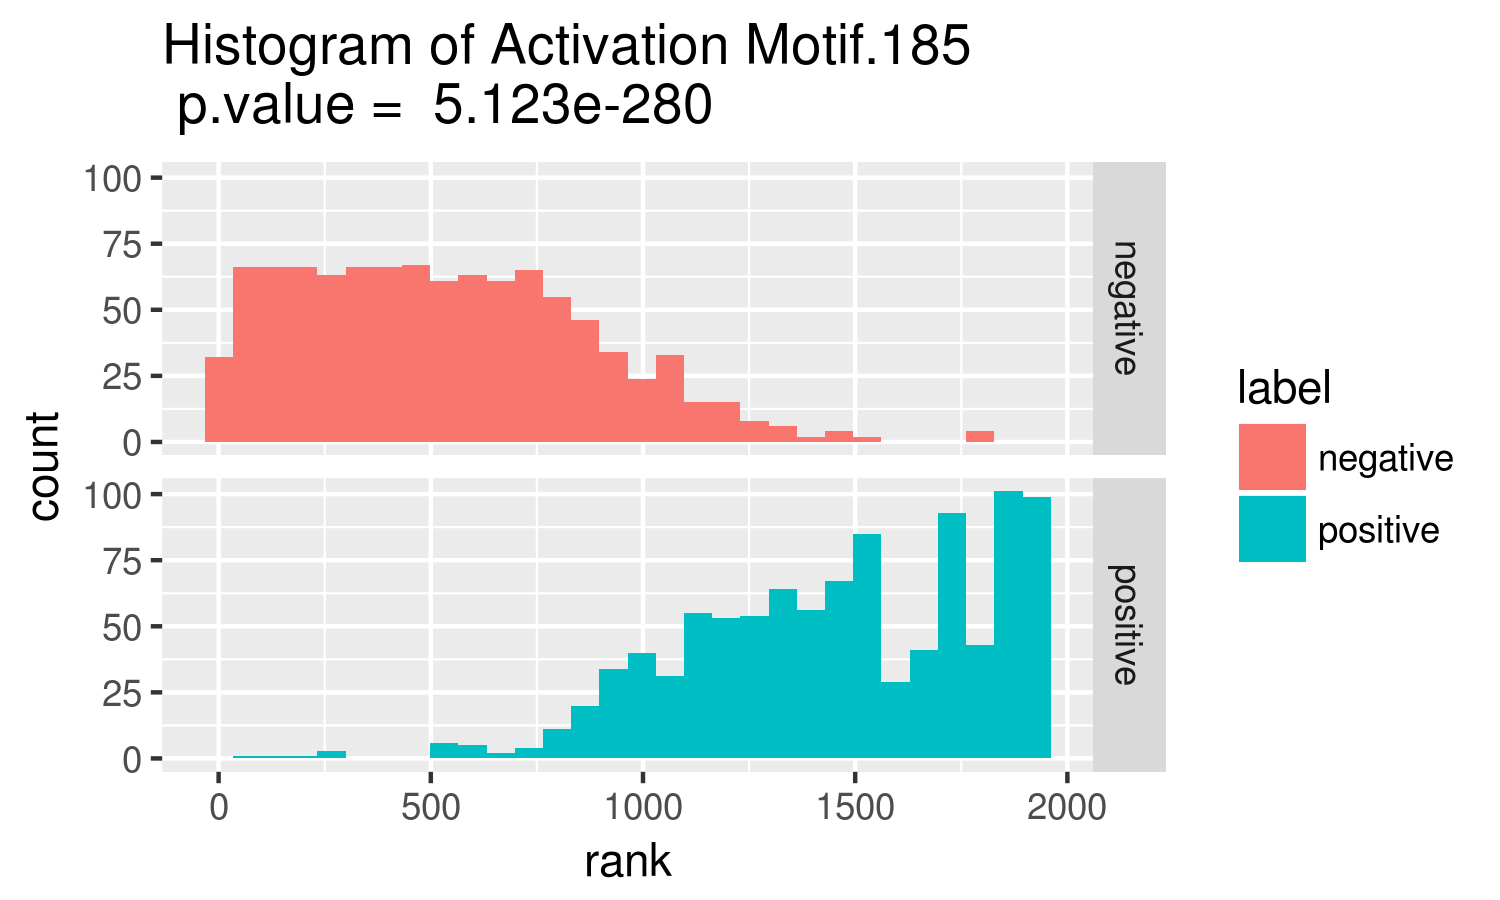 Histogram of Activation Motif.185
p.value = 5.123e-280
100
75
50
25
0
negative
100
75
50
25
0
positive
count
0 500 1000 1500 2000
rank
label
negative
positive